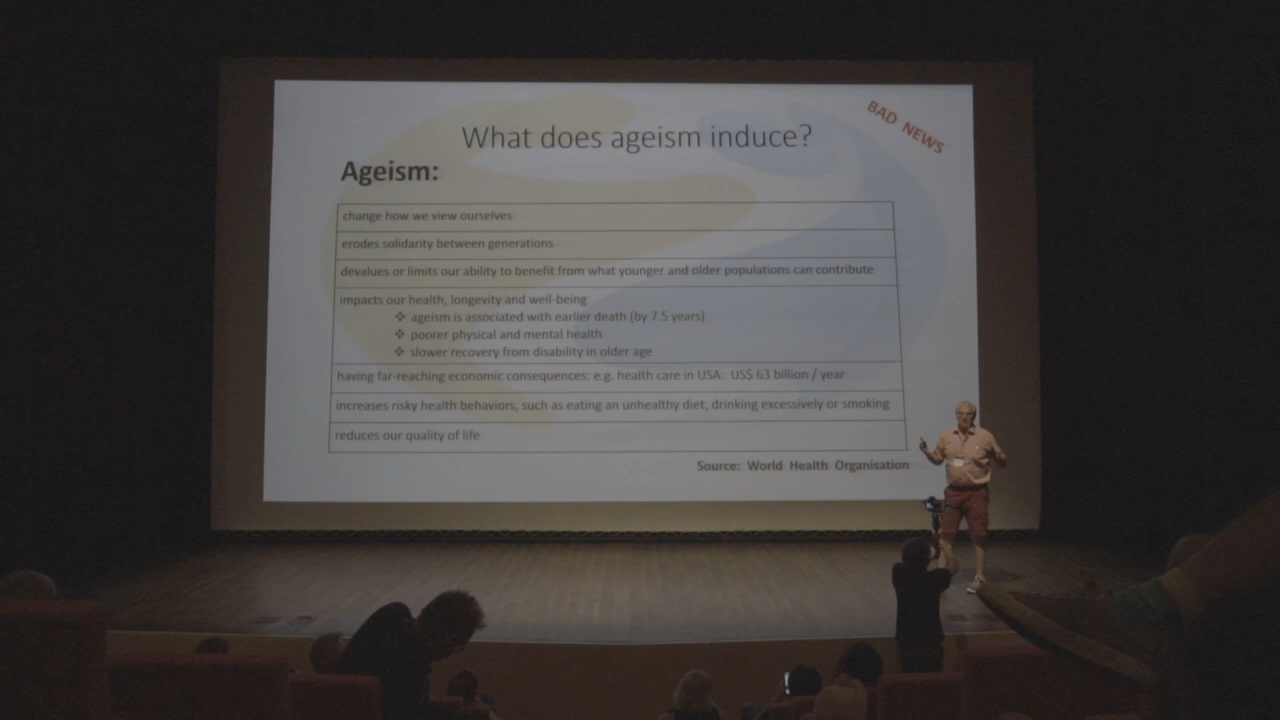 BAD NEWS
What does ageism induce?
Ageism:
change how we view ourselves
erodes solidarity between generations
devalues or limits our ability to benefit from what younger and older populations can contribute
impacts our health, longevity and well-being
❖ ageism is associated with earlier death (by 7.5 years)
❖ poorer physical and mental health
❖ slower recovery from disability in older age
having far-reaching economic consequences: e.g. health care in USA: US$ 63 billion / year
increases risky health behaviors, such as eating an unhealthy diet, drinking excessively or smoking
reduces our quality of life
Source: World Health Organisation